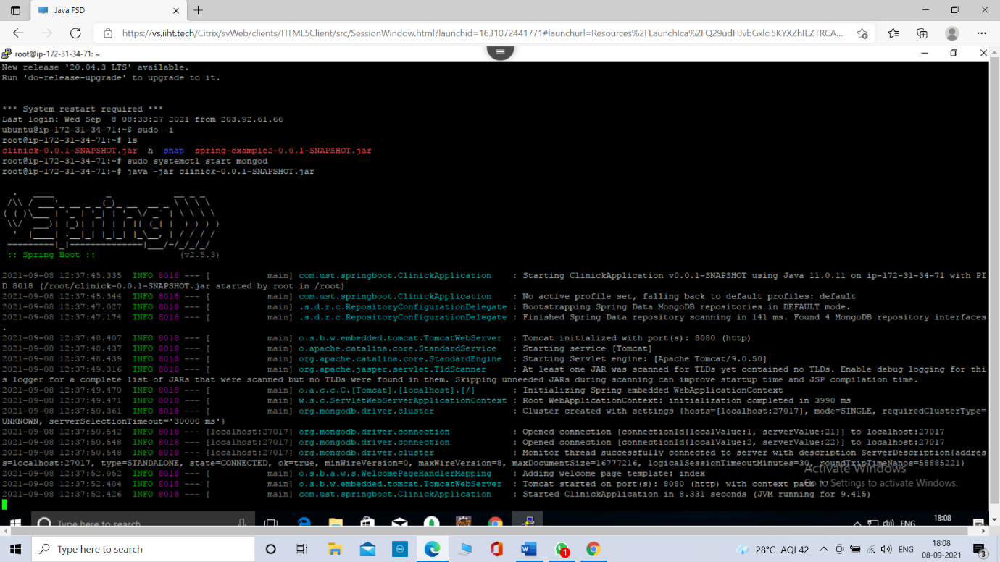 Java FSD
https://vs.iiht.tech/Citrix/svWeb/clients/HTML5Client/src/SessionWindow.html?launchid=1631072441771#launchurl=Resources%2FLaunchIca%2FQ29udHJvbGxlci5KYXZhIEZTRCA...
root@ip-172-31-34-71: ~
New release '20.04.3 LTS' available.
Run 'do-release-upgrade' to upgrade to it.
*** System restart required ***
Last login: Wed Sep  8 08:33:27 2021 from 203.92.61.66
ubuntu@ip-172-31-34-71:~$ sudo -i
root@ip-172-31-34-71:~# ls
clinick-0.0.1-SNAPSHOT.jar  h  snap  spring-example2-0.0.1-SNAPSHOT.jar
root@ip-172-31-34-71:~# sudo systemctl start mongod
root@ip-172-31-34-71:~# java -jar clinick-0.0.1-SNAPSHOT.jar
Spring
:: Spring Boot ::                (v2.5.3)
2021-09-08 12:37:45.335  INFO 8018 --- [           main] com.ust.springboot.ClinickApplication    : Starting ClinickApplication v0.0.1-SNAPSHOT using Java 11.0.11 on ip-172-31-34-71 with PI
D 8018 (/root/clinick-0.0.1-SNAPSHOT.jar started by root in /root)
2021-09-08 12:37:45.344  INFO 8018 --- [           main] com.ust.springboot.ClinickApplication    : No active profile set, falling back to default profiles: default
2021-09-08 12:37:47.027  INFO 8018 --- [           main] .s.d.r.c.RepositoryConfigurationDelegate : Bootstrapping Spring Data MongoDB repositories in DEFAULT mode.
2021-09-08 12:37:47.174  INFO 8018 --- [           main] .s.d.r.c.RepositoryConfigurationDelegate : Finished Spring Data repository scanning in 141 ms. Found 4 MongoDB repository interfaces
.
2021-09-08 12:37:48.407  INFO 8018 --- [           main] o.s.b.w.embedded.tomcat.TomcatWebServer  : Tomcat initialized with port(s): 8080 (http)
2021-09-08 12:37:48.437  INFO 8018 --- [           main] o.apache.catalina.core.StandardService   : Starting service [Tomcat]
2021-09-08 12:37:48.439  INFO 8018 --- [           main] org.apache.catalina.core.StandardEngine  : Starting Servlet engine: [Apache Tomcat/9.0.50]
2021-09-08 12:37:49.316  INFO 8018 --- [           main] org.apache.jasper.servlet.TldScanner     : At least one JAR was scanned for TLDs yet contained no TLDs. Enable debug logging for thi
s logger for a complete list of JARs that were scanned but no TLDs were found in them. Skipping unneeded JARs during scanning can improve startup time and JSP compilation time.
2021-09-08 12:37:49.470  INFO 8018 --- [           main] o.a.c.c.C.[Tomcat].[localhost].[/]       : Initializing Spring embedded WebApplicationContext
2021-09-08 12:37:49.471  INFO 8018 --- [           main] w.s.c.ServletWebServerApplicationContext : Root WebApplicationContext: initialization completed in 3990 ms
2021-09-08 12:37:50.361  INFO 8018 --- [           main] org.mongodb.driver.cluster               : Cluster created with settings {hosts=[localhost:27017], mode=SINGLE, requiredClusterType=
UNKNOWN, serverSelectionTimeout='30000 ms'}
2021-09-08 12:37:50.542  INFO 8018 --- [localhost:27017] org.mongodb.driver.connection            : Opened connection [connectionId{localValue:1, serverValue:21}] to localhost:27017
2021-09-08 12:37:50.548  INFO 8018 --- [localhost:27017] org.mongodb.driver.connection            : Opened connection [connectionId{localValue:2, serverValue:22}] to localhost:27017
2021-09-08 12:37:50.548  INFO 8018 --- [localhost:27017] org.mongodb.driver.cluster               : Monitor thread successfully connected to server with description ServerDescription{addres
s=localhost:27017, type=STANDALONE, state=CONNECTED, ok=true, minWireVersion=0, maxWireVersion=8, maxDocumentSize=16777216, logicalSessionTimeoutMinutes=30, roundTripTimeNanos=58885221}
2021-09-08 12:37:52.052  INFO 8018 --- [           main] o.s.b.a.w.s.WelcomePageHandlerMapping    : Adding welcome page template: index
2021-09-08 12:37:52.404  INFO 8018 --- [           main] o.s.b.w.embedded.tomcat.TomcatWebServer  : Tomcat started on port(s): 8080 (http) with context path ''
2021-09-08 12:37:52.426  INFO 8018 --- [           main] com.ust.springboot.ClinickApplication    : Started ClinickApplication in 8.331 seconds (JVM running for 9.415)
Activate Windows
Go to Settings to activate Windows.
Type here to search
ENG
18:08
Type here to search
28°C AQI 42
ENG
18:08
08-09-2021
1
3